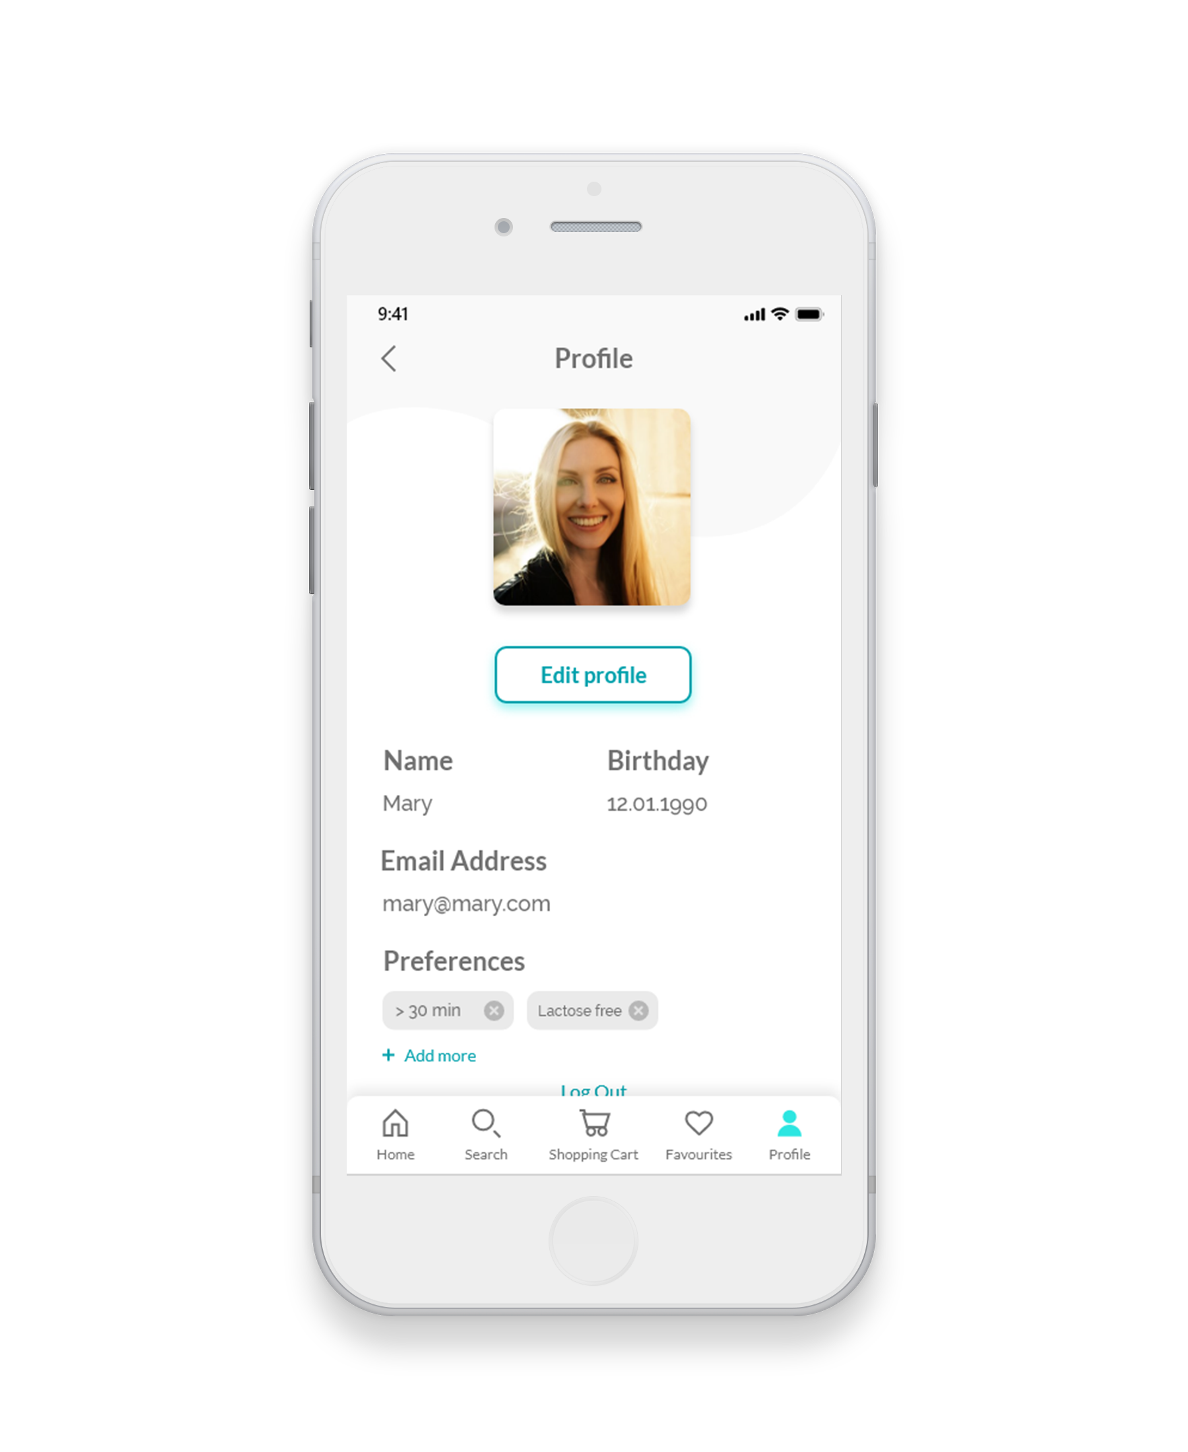 9:41
Profile
Edit profile
Name Birthday
Mary 12.01.1990
Email Address
mary@mary.com
Preferences
> 30 min Lactose free
+ Add more
Log Out
Home Search Shopping Cart Favourites Profile